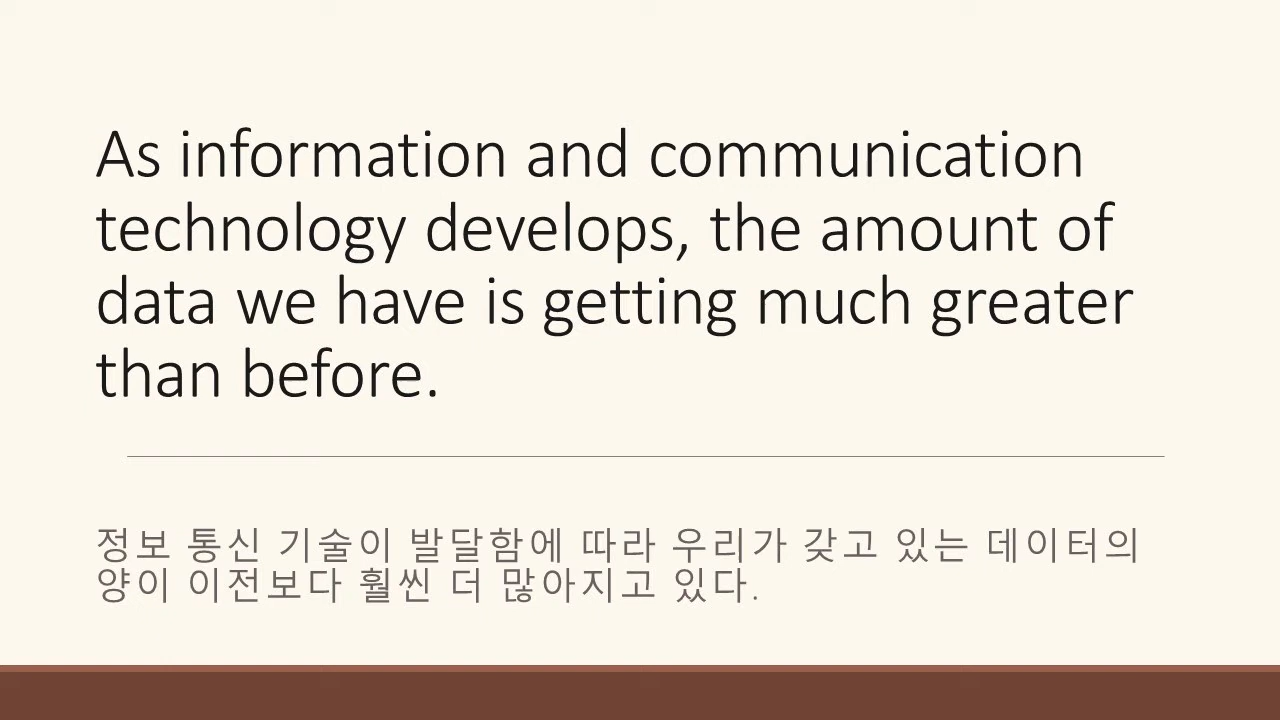 As information and communication
technology develops, the amount of
data we have is getting much greater
than before.
정보 통신 기술이 발달함에 따라 우리가 갖고 있는 데이터의
양이 이전보다 훨씬 더 많아지고 있다.